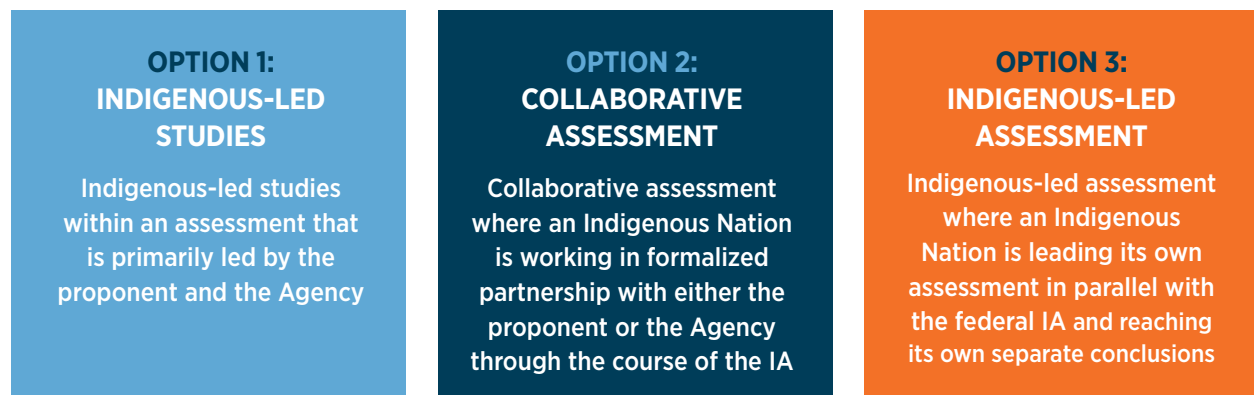 OPTION 1:
INDIGENOUS-LED
STUDIES
Indigenous-led studies
within an assessment that
is primarily led by the
proponent and the Agency
OPTION 2:
COLLABORATIVE
ASSESSMENT
Collaborative assessment
where an Indigenous Nation
is working in formalized
partnership with either the
proponent or the Agency
through the course of the IA
OPTION 3:
INDIGENOUS-LED
ASSESSMENT
Indigenous-led assessment
where an Indigenous
Nation is leading its own
assessment in parallel with
the federal IA and reaching
its own separate conclusions